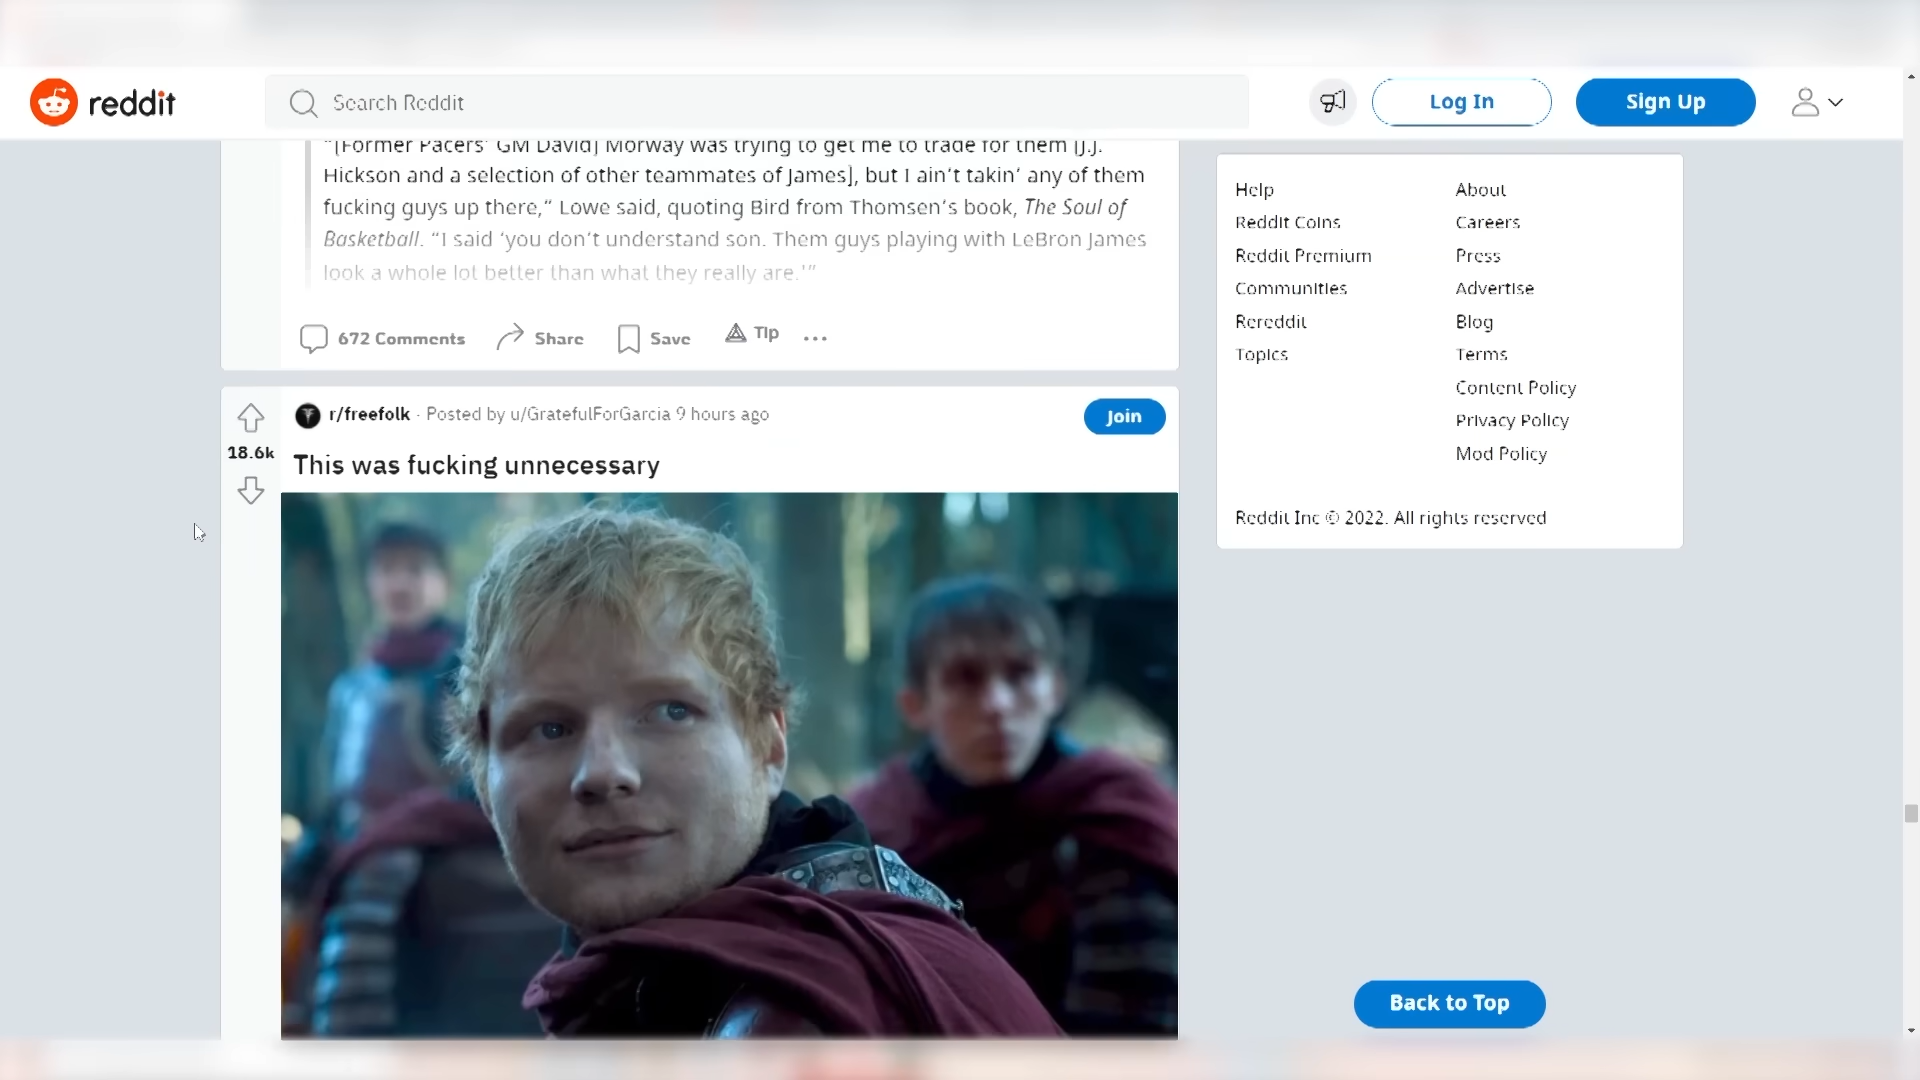 reddit
Search Reddit
Log In
Sign Up
"[Former Pacers' GM David] Morway was trying to get me to trade for them [J.J.
Hickson and a selection of other teammates of James], but I ain't takin' any of them
fucking guys up there," Lowe said, quoting Bird from Thomsen's book, The Soul of
Basketball. "I said 'you don't understand son. Them guys playing with LeBron James
look a whole lot better than what they really are.'"
672 Comments
Share
Save
Tip
r/freefolk · Posted by u/GratefulForGarcia 9 hours ago
Join
18.6k
This was fucking unnecessary
Help
Reddit Coins
Reddit Premium
Communities
Rereddit
Topics
About
Careers
Press
Advertise
Blog
Terms
Content Policy
Privacy Policy
Mod Policy
Reddit Inc © 2022. All rights reserved
Back to Top